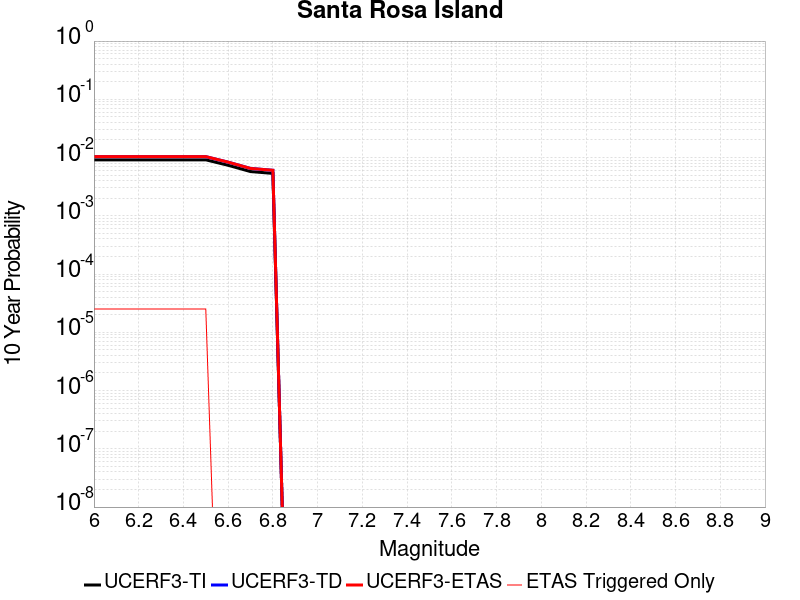 Santa Rosa Island
10 Year Probability
10^0
10^-1
10^-2
10^-3
10^-4
10^-5
10^-6
10^-7
10^-8
6 6.2 6.4 6.6 6.8 7 7.2 7.4 7.6 7.8 8 8.2 8.4 8.6 8.8 9
Magnitude
UCERF3-TI UCERF3-TD UCERF3-ETAS ETAS Triggered Only